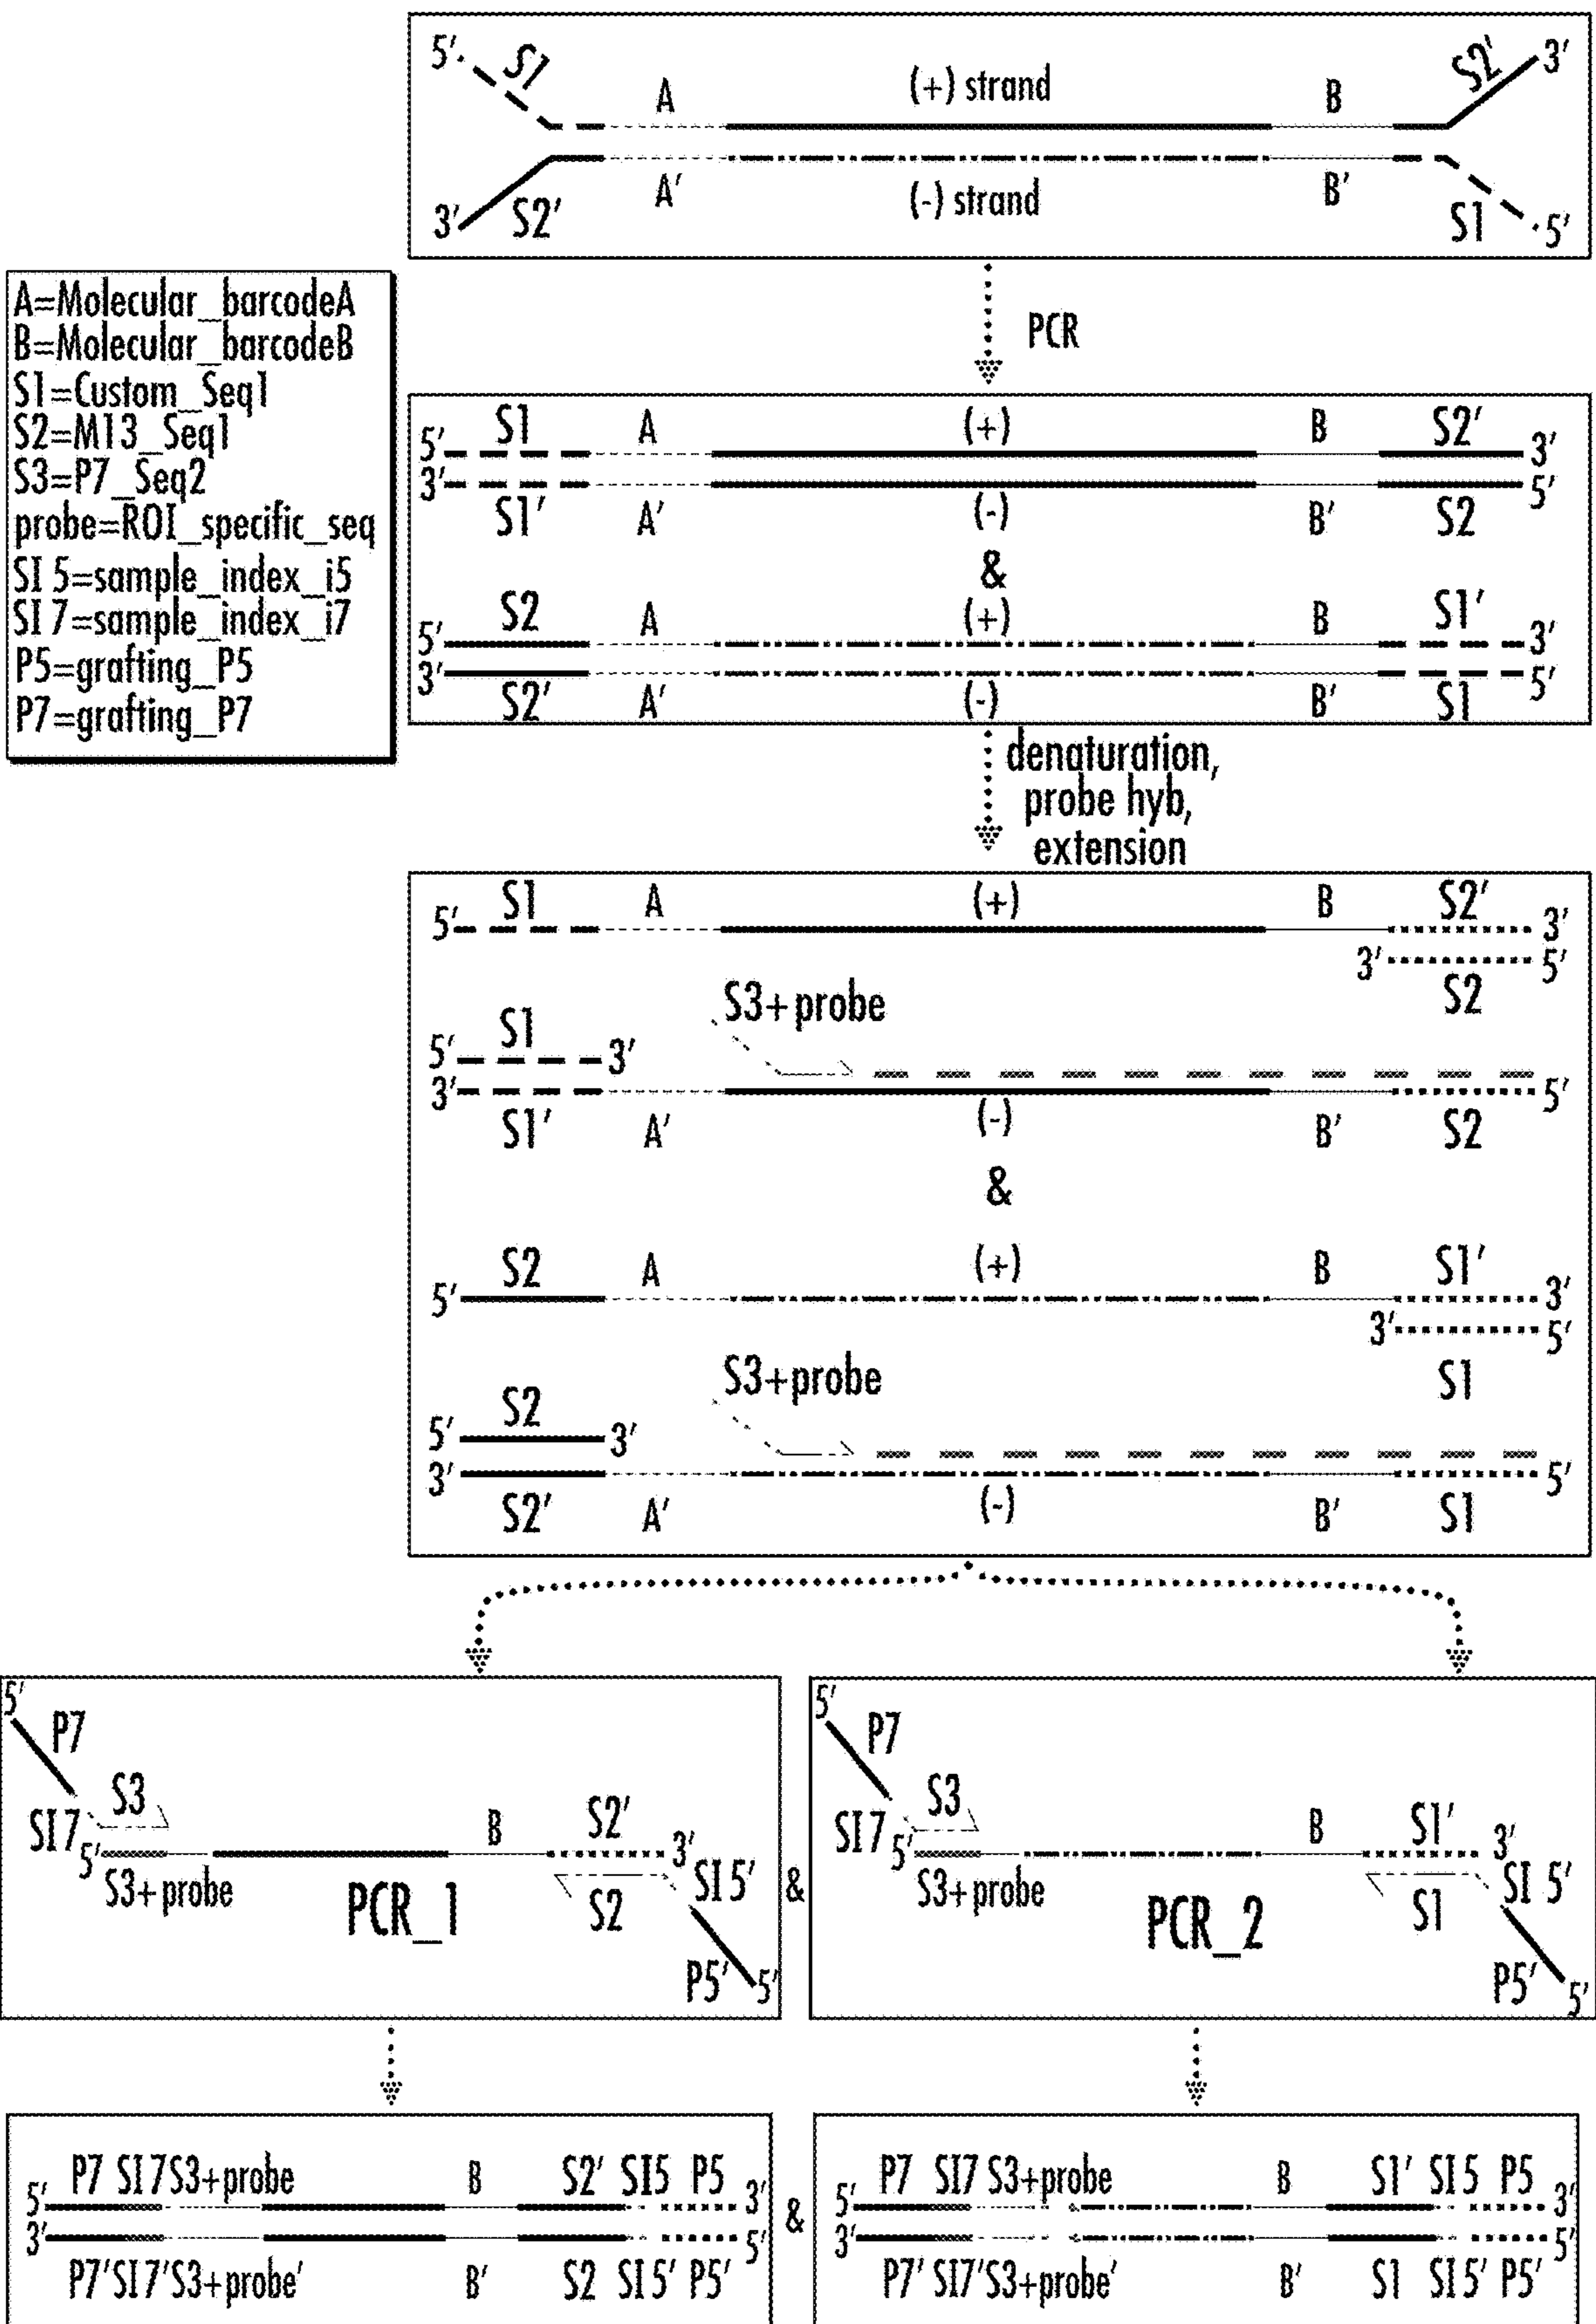 5' S1 A (+) strand B S2' 3'
3' S2' A' (-) strand B' S1 5'
A=Molecular_barcodeA
B=Molecular_barcodeB
S1=Custom_Seq1
S2=M13_Seq1
S3=P7_Seq2
probe=ROI_specific_seq
SI 5=sample_index_i5
SI 7=sample_index_i7
P5=grafting_P5
P7=grafting_P7
PCR
5' S1 A (+) B S2' 3'
3' S1' A' (-) B' S2 5'
&
5' S2 A (+) B S1' 3'
3' S2' A' (-) B' S1 5'
denaturation,
probe hyb,
extension
5' S1 A (+) B S2' 3'
3' S2 5'
S3+probe
5' S1 3'
3' S1' A' (-) B' S2 5'
&
5' S2 A (+) B S1' 3'
3' S1 5'
S3+probe
5' S2 3'
3' S2' A' (-) B' S1 5'
5' P7
SI 7 S3 B S2' 3'
5' S3+probe S2 SI 5'
PCR_1
P5' 5'
&
5' P7
SI 7 S3 B S1' 3'
5' S3+probe S1 SI 5'
PCR_2
P5' 5'
5' P7 SI 7 S3+probe B S2' SI5 P5 3'
3' P7' SI 7' S3+probe' B' S2 SI 5' P5' 5'
&
5' P7 SI7 S3+probe B S1' SI 5 P5 3'
3' P7' SI7' S3+probe' B' S1 SI 5' P5' 5'